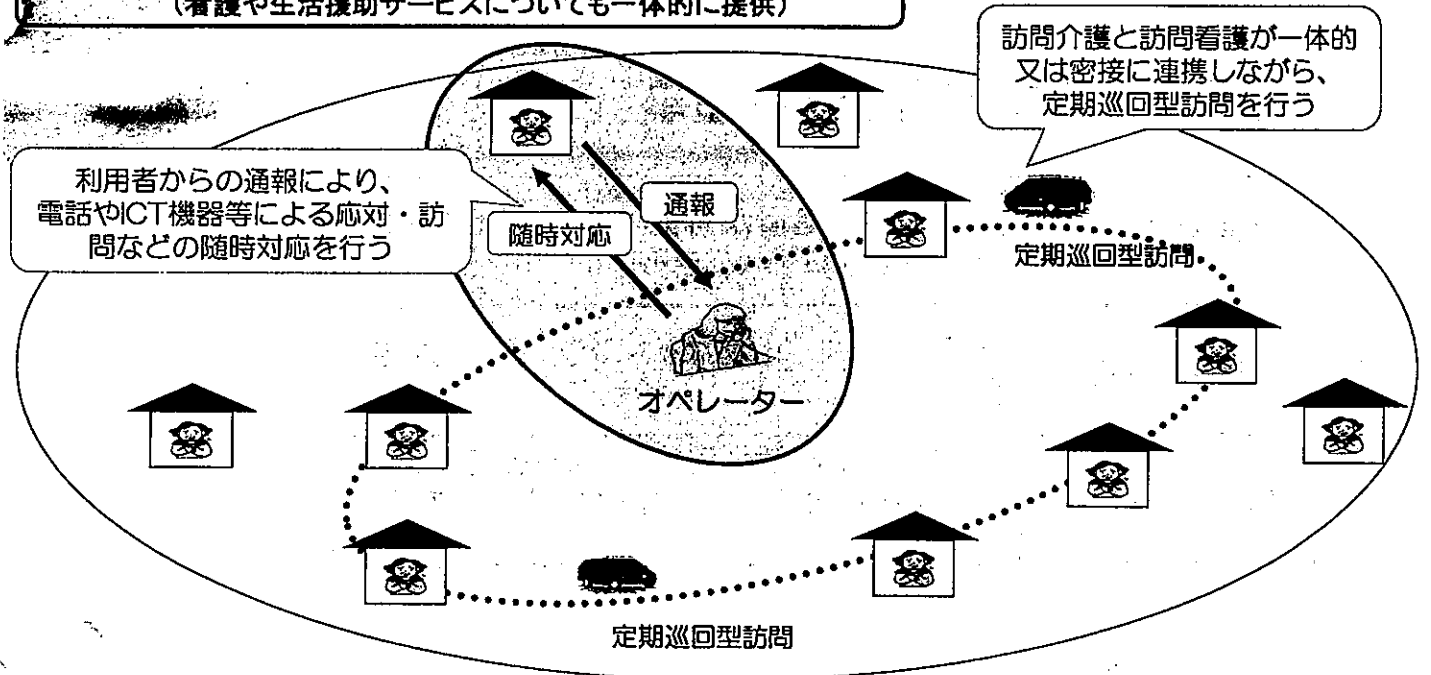 (看護や生活援助サービスについても一体的に提供)
訪問介護と訪問看護が一体的
又は密接に連携しながら、
定期巡回型訪問を行う
利用者からの通報により、
電話やICT機器等による応対・訪
問などの随時対応を行う
通報
随時対応
定期巡回型訪問
オペレーター
定期巡回型訪問